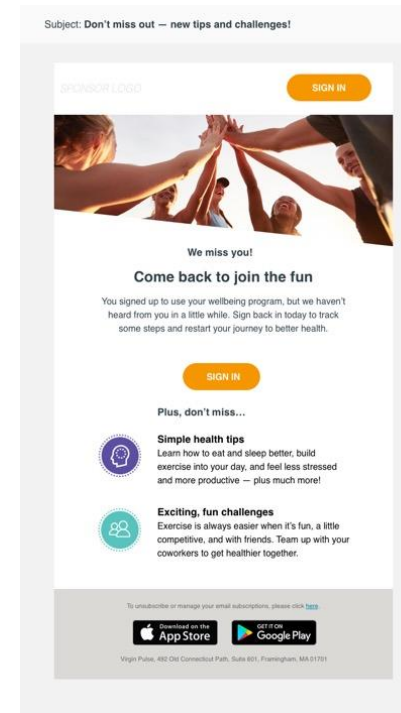 Subject: Don't miss out — new tips and challenges!
SPONSOR LOGO
SIGN IN
We miss you!
Come back to join the fun
You signed up to use your wellbeing program, but we haven't
heard from you in a little while. Sign back in today to track
some steps and restart your journey to better health.
SIGN IN
Plus, don't miss...
Simple health tips
Learn how to eat and sleep better, build
exercise into your day, and feel less stressed
and more productive — plus much more!
Exciting, fun challenges
Exercise is always easier when it's fun, a little
competitive, and with friends. Team up with your
coworkers to get healthier together.
To unsubscribe or manage your email subscriptions, please click here.
Download on the
App Store
GET IT ON
Google Play
Virgin Pulse, 492 Old Connecticut Path, Suite 601, Framingham, MA 01701